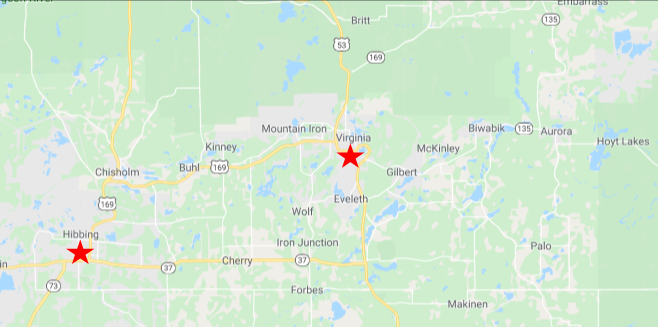 Embarrass
Britt
135
53
169
Mountain Iron
Virginia
Biwabik
135
Aurora
Kinney
McKinley
Hoyt Lakes
Buhl
169
Chisholm
Gilbert
169
Eveleth
Wolf
Hibbing
Iron Junction
Palo
37
Cherry
37
73
Forbes
Makinen